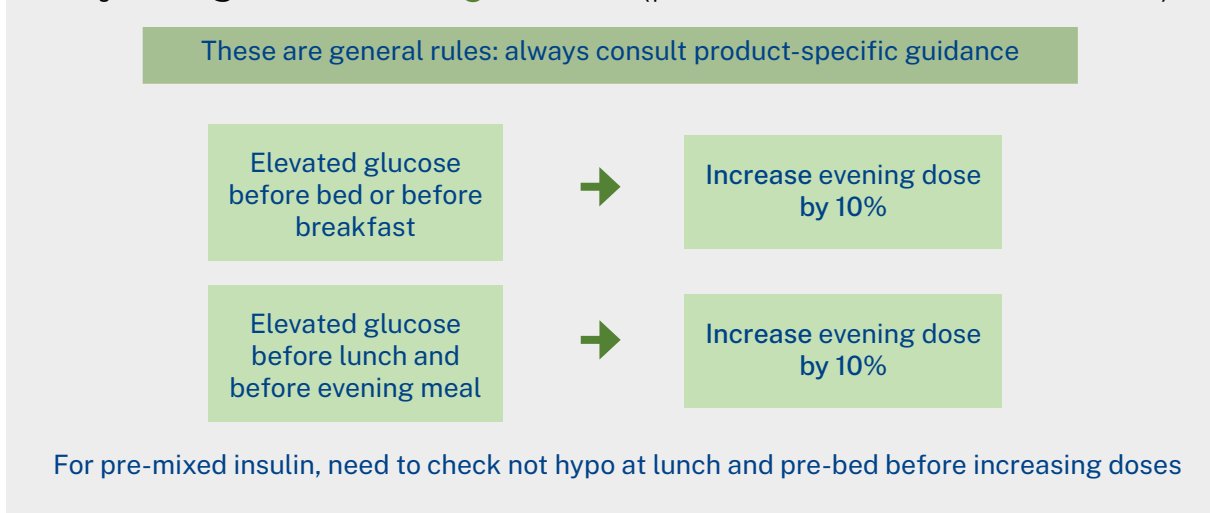 These are general rules: always consult product-specific guidance
Elevated glucose
before bed or before
breakfast
Increase evening dose
by 10%
Elevated glucose
before lunch and
before evening meal
Increase evening dose
by 10%
For pre-mixed insulin, need to check not hypo at lunch and pre-bed before increasing doses